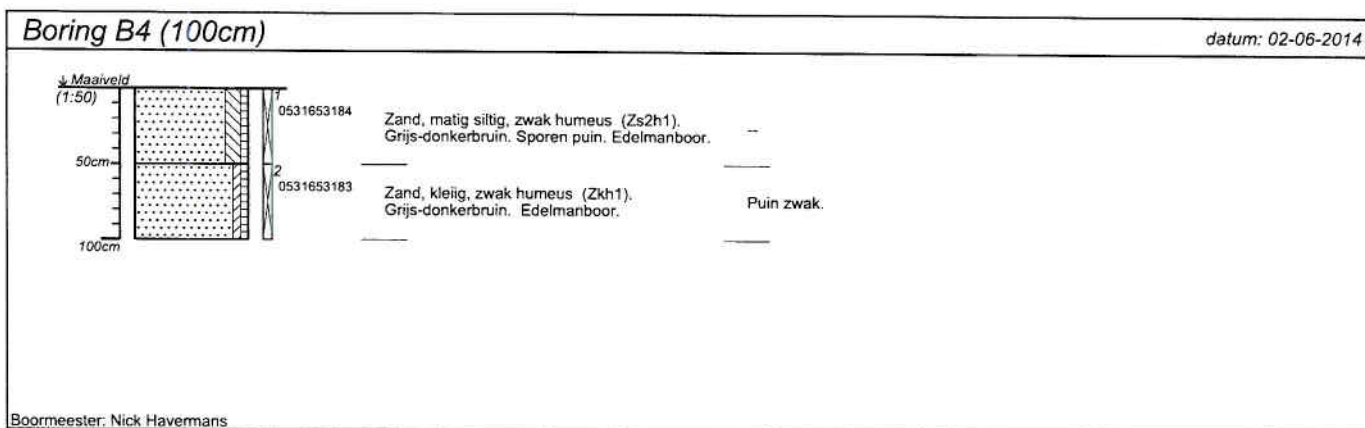 Boring B4 (100cm)
datum: 02-06-2014
Maaiveld
(1:50)
1
0531653184
Zand, matig siltig, zwak humeus (Zs2h1).
Grijs-donkerbruin. Sporen puin. Edelmanboor.
--
50cm
2
0531653183
Zand, kleiig, zwak humeus (Zkh1).
Grijs-donkerbruin. Edelmanboor.
Puin zwak.
100cm
Boormeester: Nick Havermans